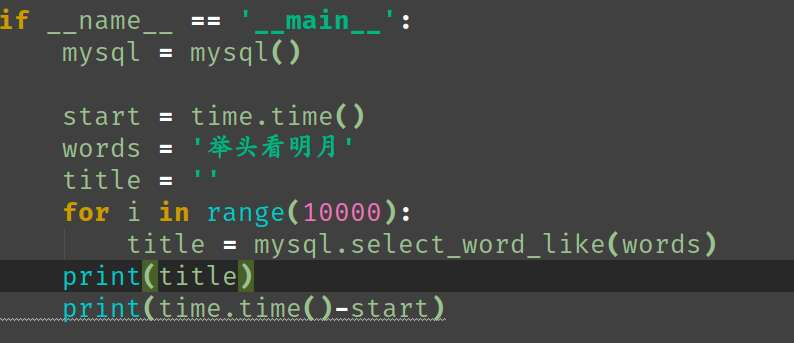 if __name__ == '__main__':
    mysql = mysql()

    start = time.time()
    words = '举头看明月'
    title = ''
    for i in range(10000):
        title = mysql.select_word_like(words)
    print(title)
    print(time.time()-start)